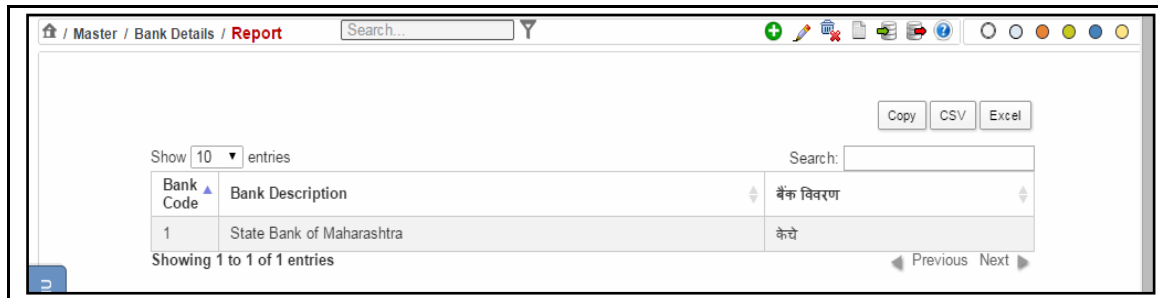 / Master / Bank Details / Report Search...
Copy CSV Excel
Show 10 entries Search:
Bank Code Bank Description बैंक विवरण
1 State Bank of Maharashtra केचे
Showing 1 to 1 of 1 entries Previous Next